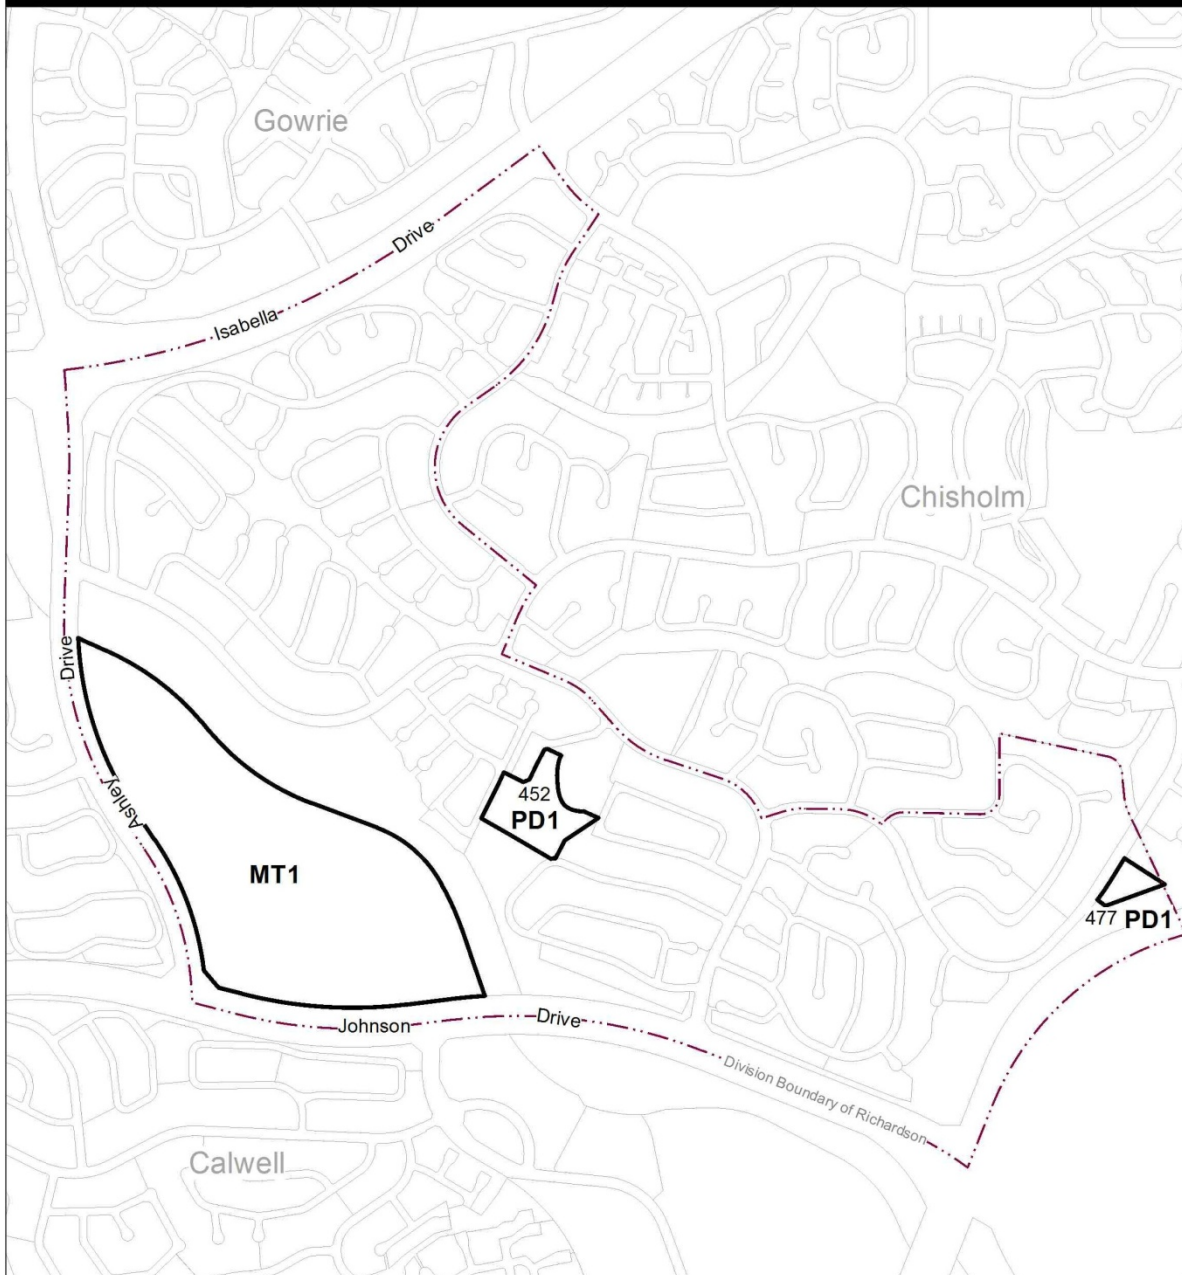 Gowrie
Isabella Drive
Chisholm
Drive
Ashley
452
PD1
MT1
477 PD1
Johnson Drive
Division Boundary of Richardson
Calwell